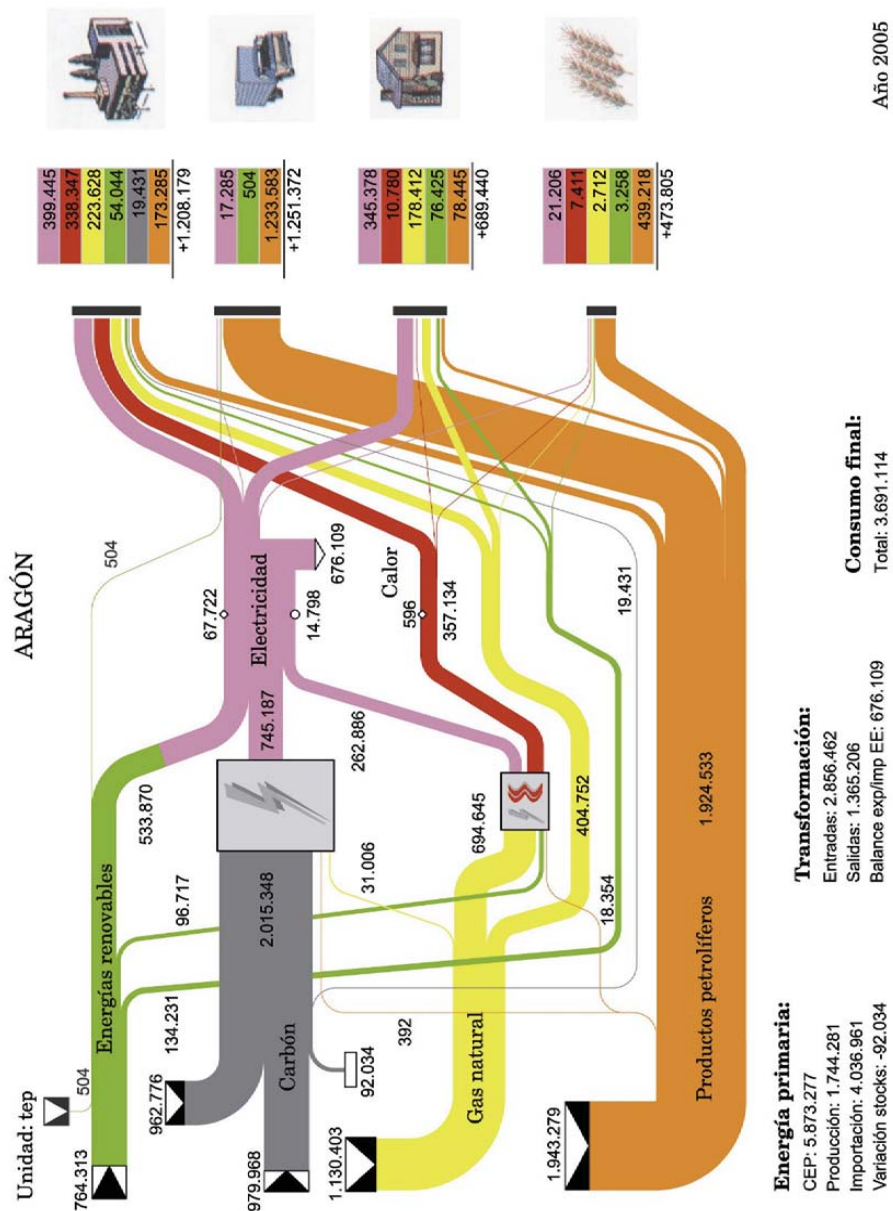 ARAGÓN
Unidad: tep
504
504
764.313
Energías renovables
533.870
96.717
134.231
67.722
962.776
2.015.348
745.187
Electricidad
14.798
676.109
979.968
Carbón
92.034
31.006
262.886
392
Calor
596
357.134
1.130.403
Gas natural
694.645
404.752
18.354
19.431
1.943.279
Productos petrolíferos
1.924.533
399.445
338.347
223.628
54.044
19.431
173.285
+1.208.179
17.285
504
1.233.583
+1.251.372
345.378
10.780
178.412
76.425
78.445
+689.440
21.206
7.411
2.712
3.258
439.218
+473.805
Energía primaria:
CEP: 5.873.277
Producción: 1.744.281
Importación: 4.036.961
Variación stocks: -92.034
Transformación:
Entradas: 2.856.462
Salidas: 1.365.206
Balance exp/imp EE: 676.109
Consumo final:
Total: 3.691.114
Año 2005